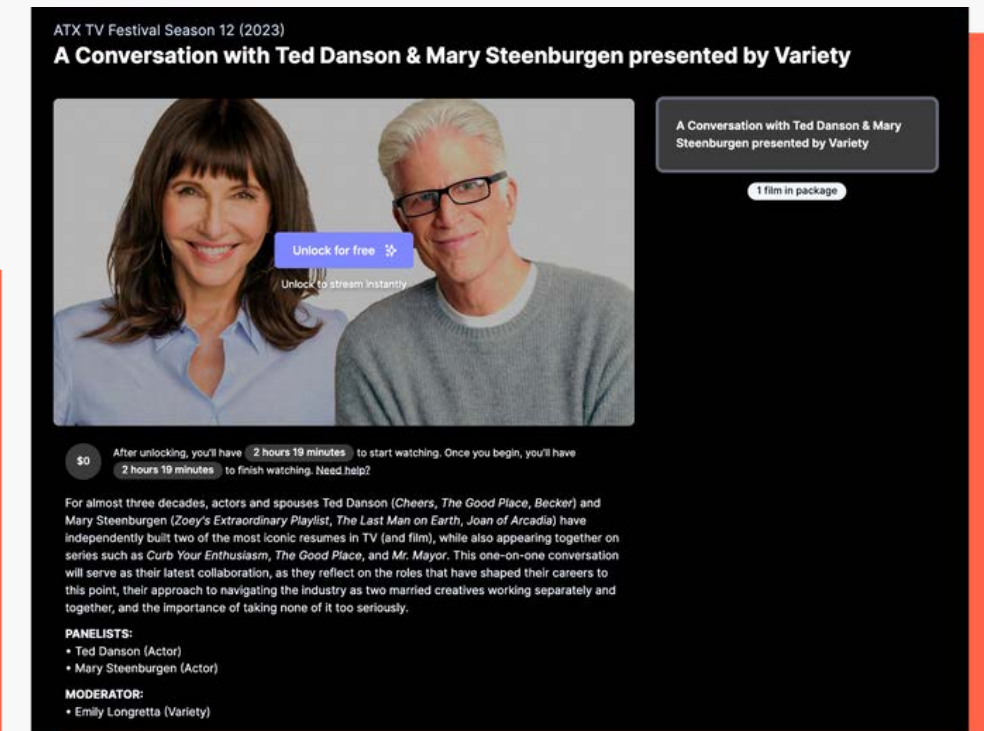 ATX TV Festival Season 12 (2023)
A Conversation with Ted Danson & Mary Steenburgen presented by Variety
Unlock for free
Unlock to stream instantly
A Conversation with Ted Danson & Mary
Steenburgen presented by Variety
1 film in package
$0
After unlocking, you'll have 2 hours 19 minutes to start watching. Once you begin, you'll have
2 hours 19 minutes to finish watching. Need help?
For almost three decades, actors and spouses Ted Danson (Cheers, The Good Place, Becker) and
Mary Steenburgen (Zoey's Extraordinary Playlist, The Last Man on Earth, Joan of Arcadia) have
independently built two of the most iconic resumes in TV (and film), while also appearing together on
series such as Curb Your Enthusiasm, The Good Place, and Mr. Mayor. This one-on-one conversation
will serve as their latest collaboration, as they reflect on the roles that have shaped their careers to
this point, their approach to navigating the industry as two married creatives working separately and
together, and the importance of taking none of it too seriously.
PANELISTS:
• Ted Danson (Actor)
• Mary Steenburgen (Actor)
MODERATOR:
• Emily Longretta (Variety)